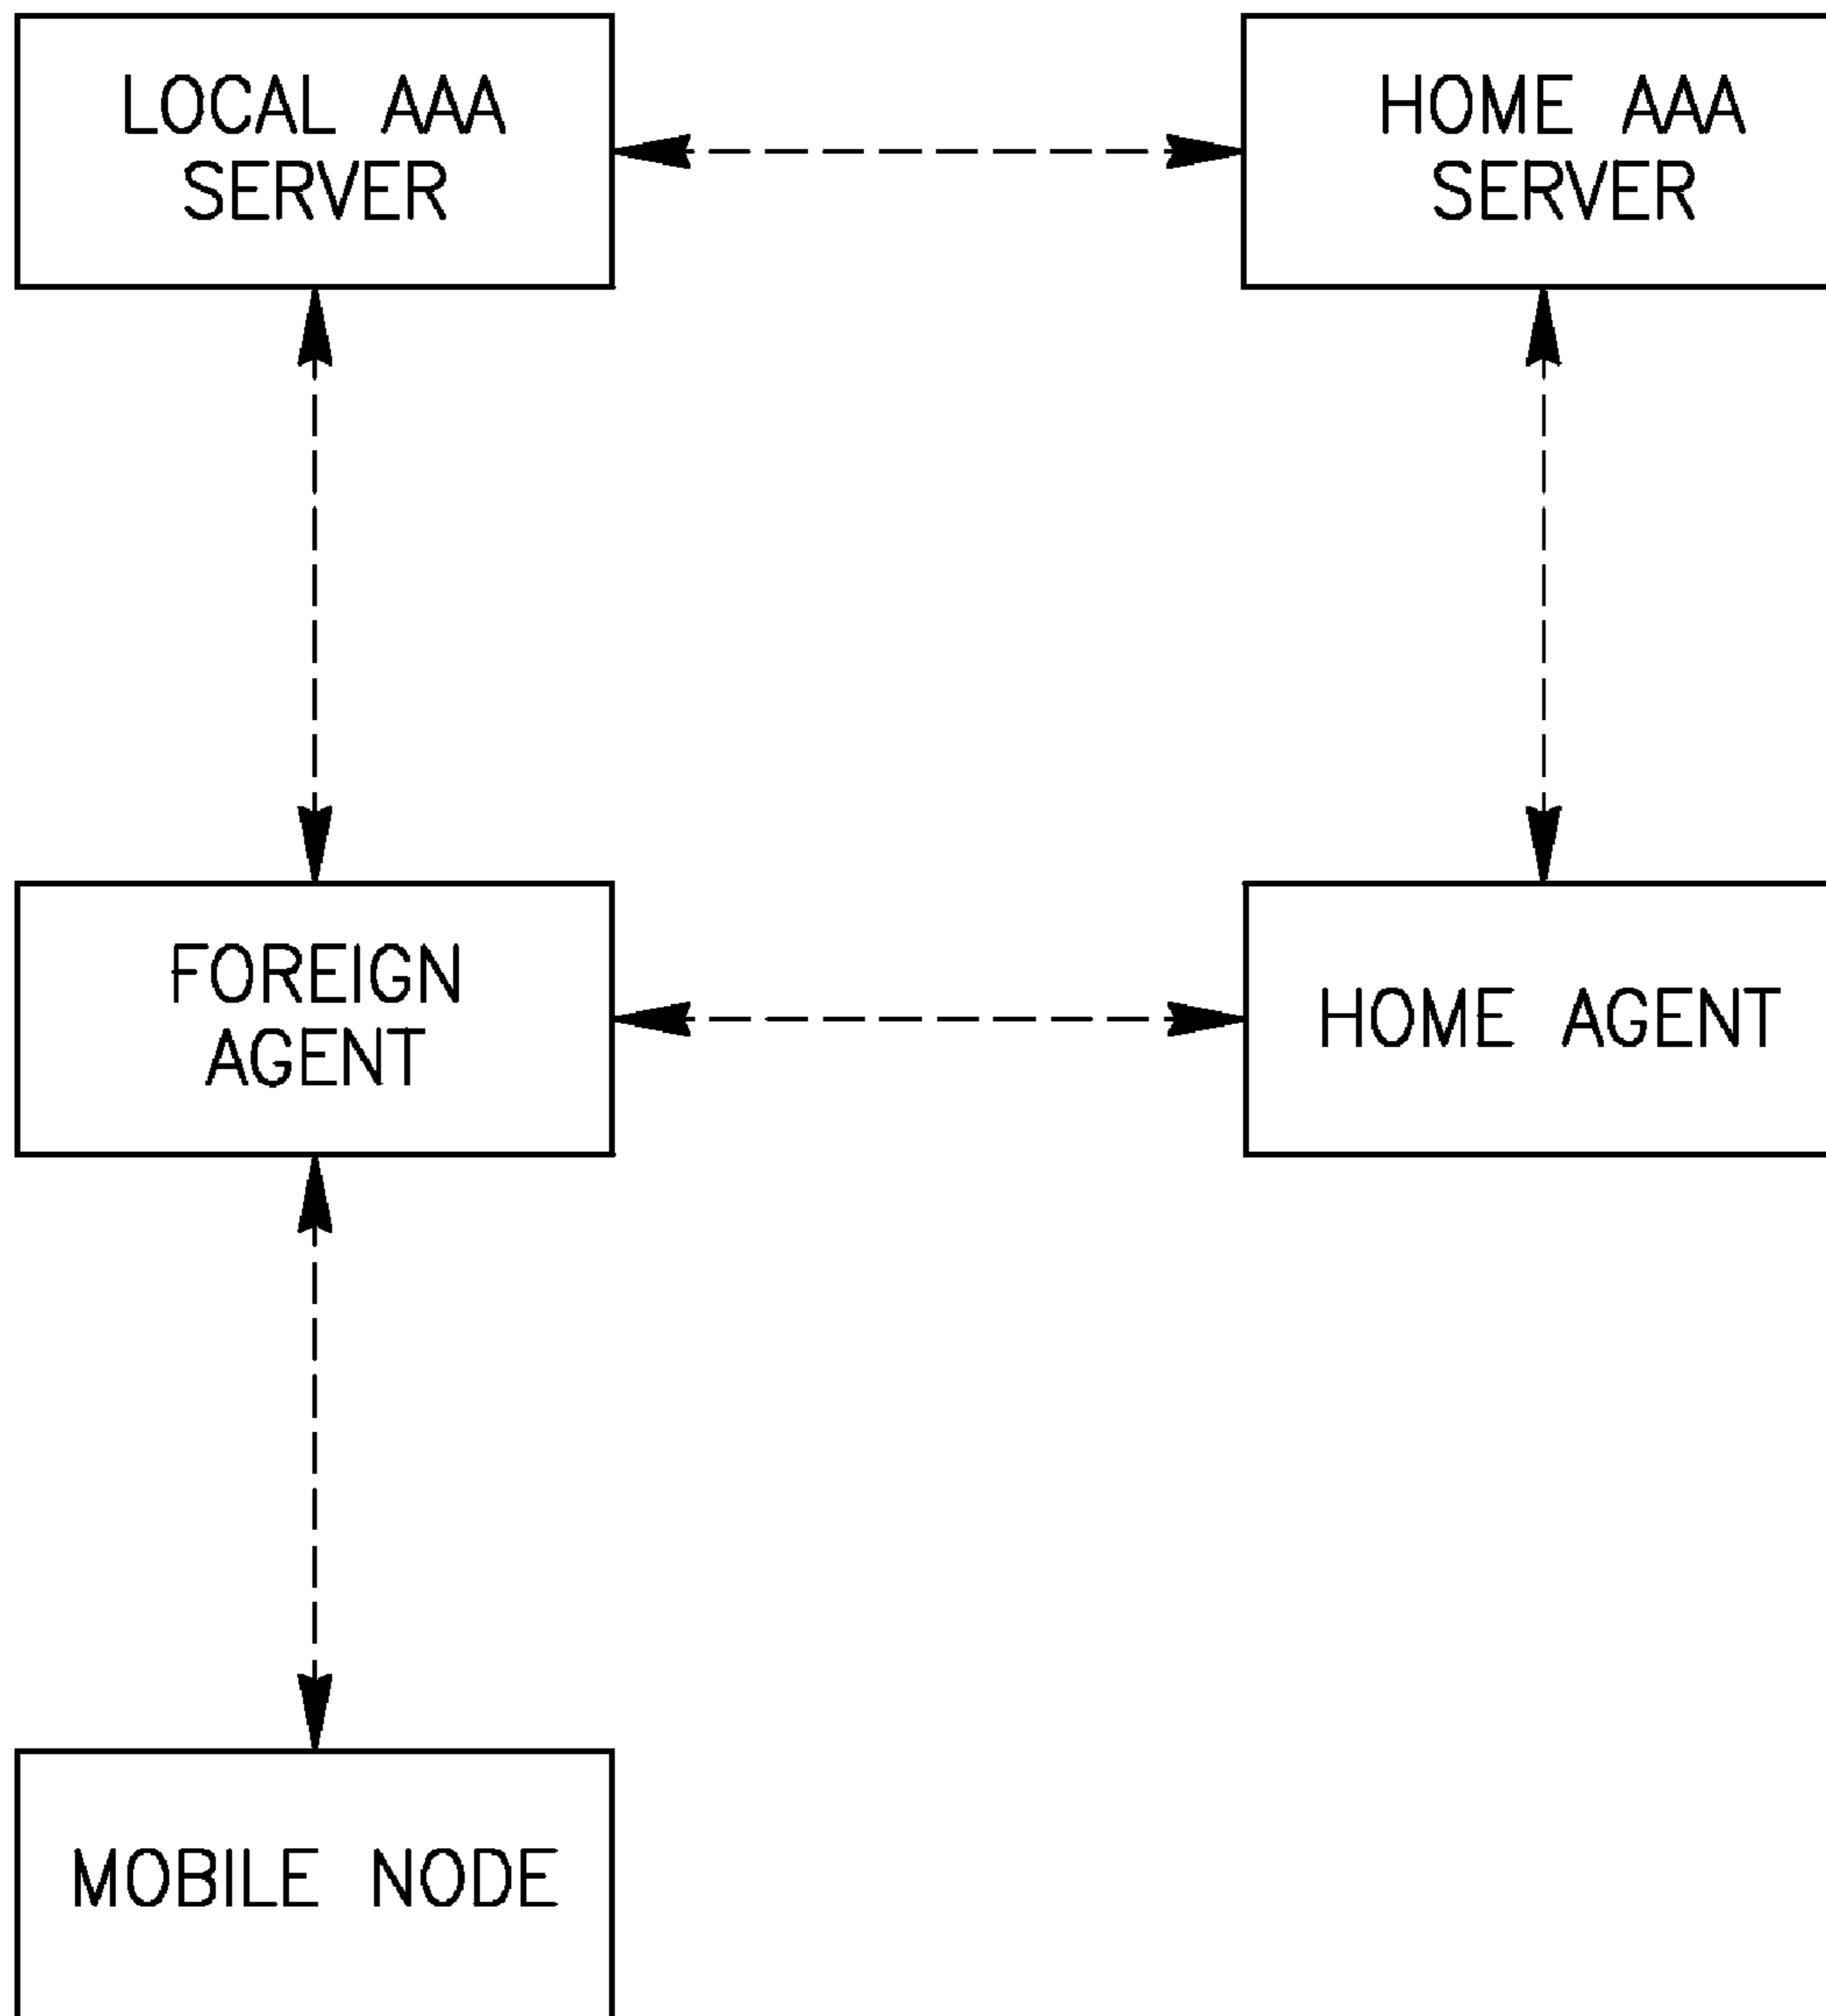 LOCAL AAA
SERVER
HOME AAA
SERVER
FOREIGN
AGENT
HOME AGENT
MOBILE NODE